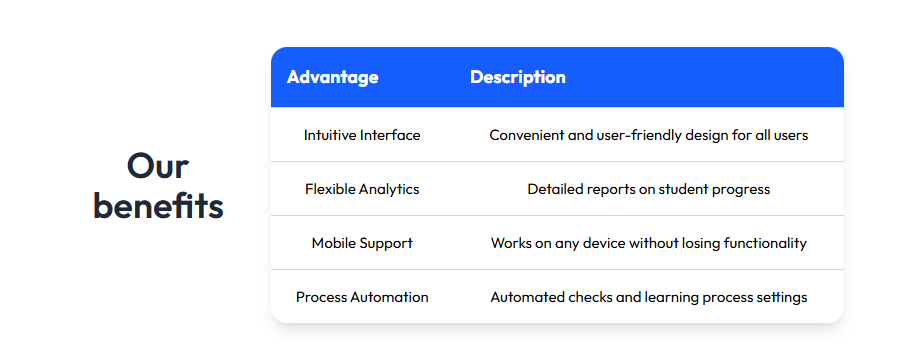 Our
benefits
Advantage Description
Intuitive Interface Convenient and user-friendly design for all users
Flexible Analytics Detailed reports on student progress
Mobile Support Works on any device without losing functionality
Process Automation Automated checks and learning process settings